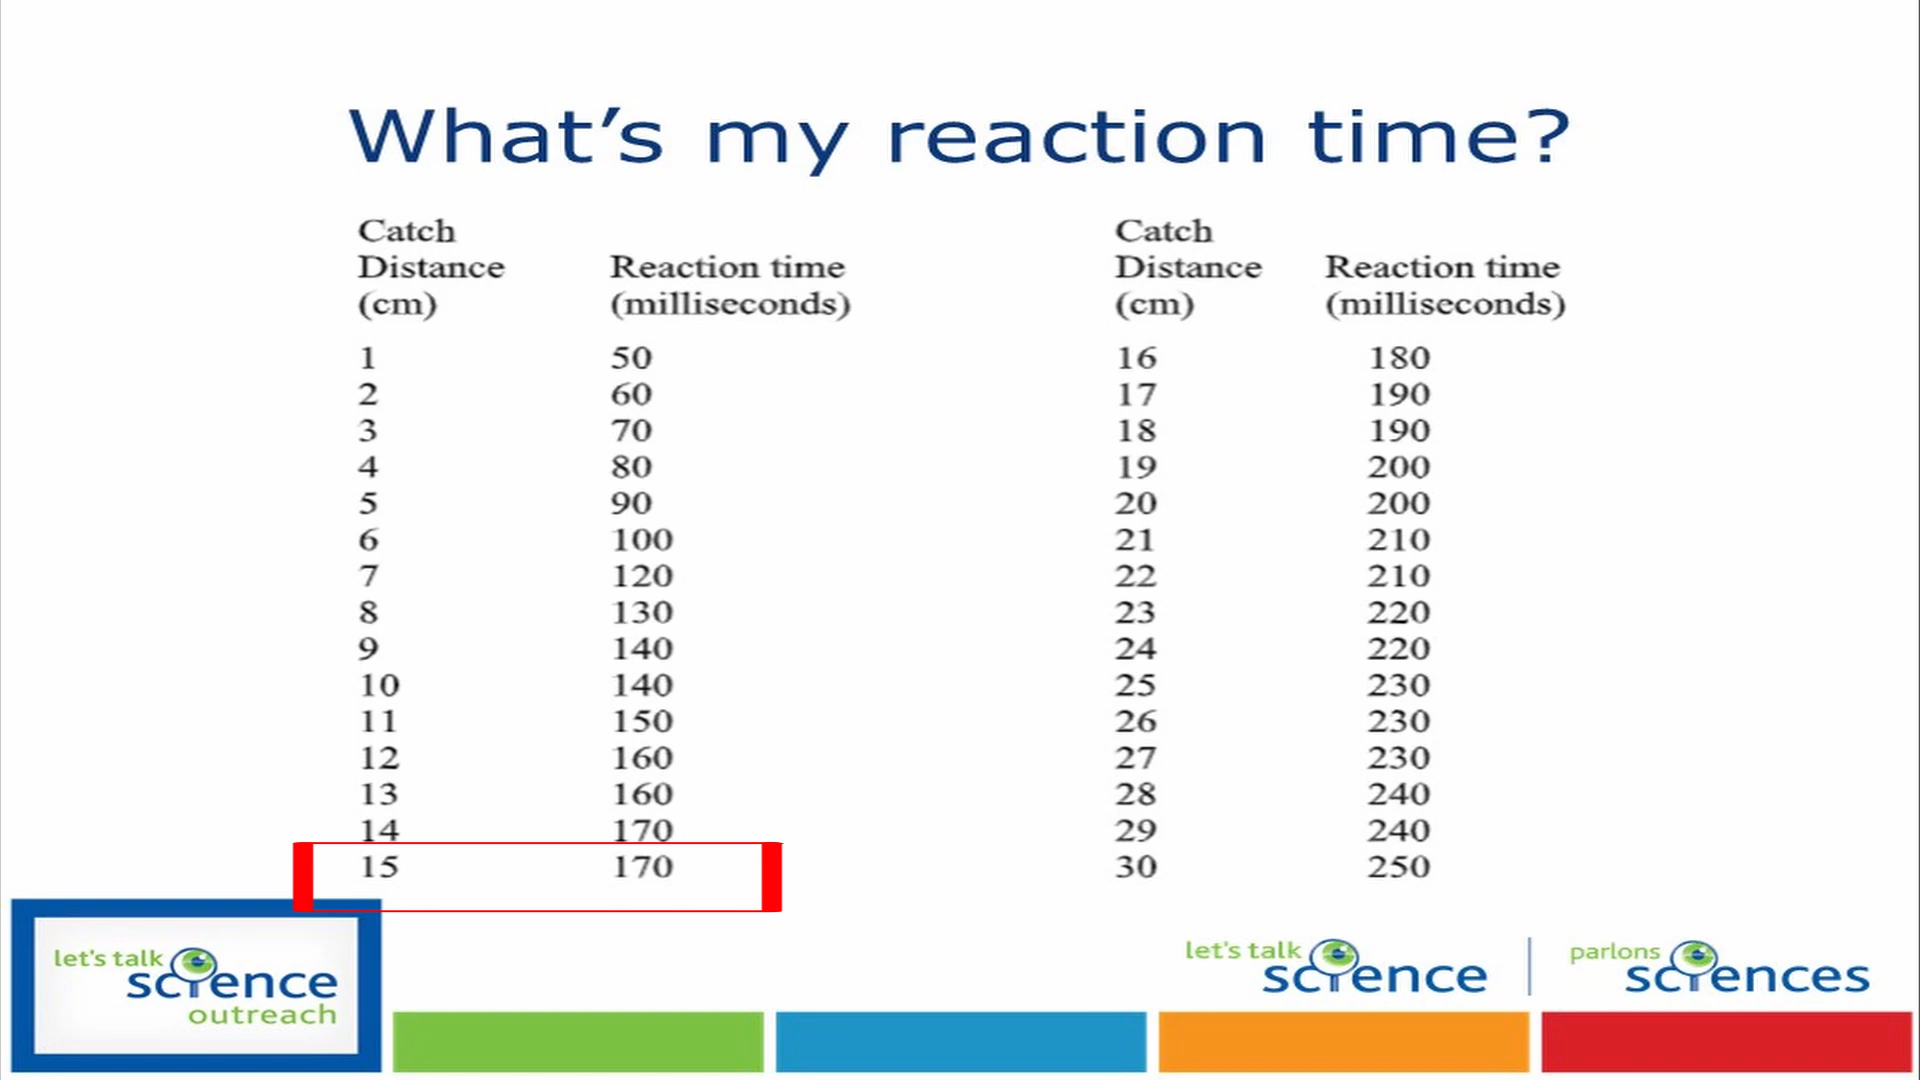 What’s my reaction time?
Catch
Distance Reaction time
(cm) (milliseconds)
1 50
2 60
3 70
4 80
5 90
6 100
7 120
8 130
9 140
10 140
11 150
12 160
13 160
14 170
15 170
Catch
Distance Reaction time
(cm) (milliseconds)
16 180
17 190
18 190
19 200
20 200
21 210
22 210
23 220
24 220
25 230
26 230
27 230
28 240
29 240
30 250
let's talk
science
outreach
let's talk
science
parlons
sciences